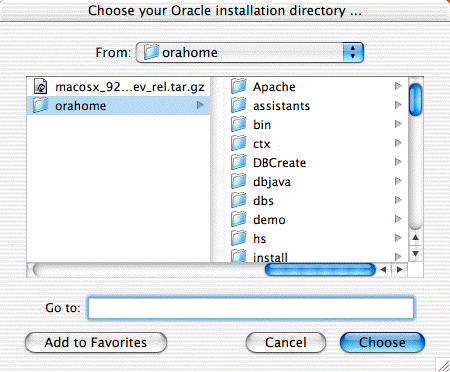 Choose your Oracle installation directory ...
From: orahome
macosx_92...ev_rel.tar.gz
orahome
Apache
assistants
bin
ctx
DBCreate
dbjava
dbs
demo
hs
install
Go to:
Add to Favorites Cancel Choose